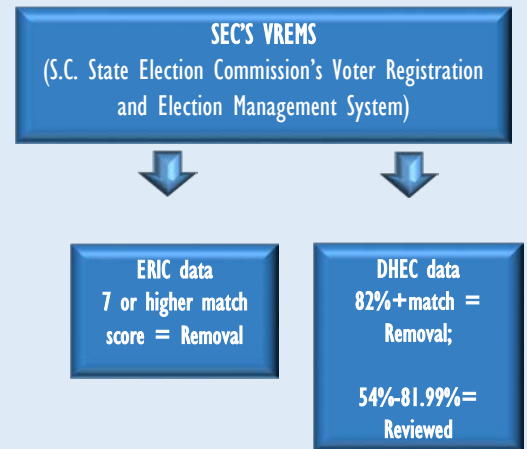 SEC'S VREMS
(S.C. State Election Commission's Voter Registration
and Election Management System)
ERIC data
7 or higher match
score = Removal
DHEC data
82%+match =
Removal;
54%-81.99%=
Reviewed